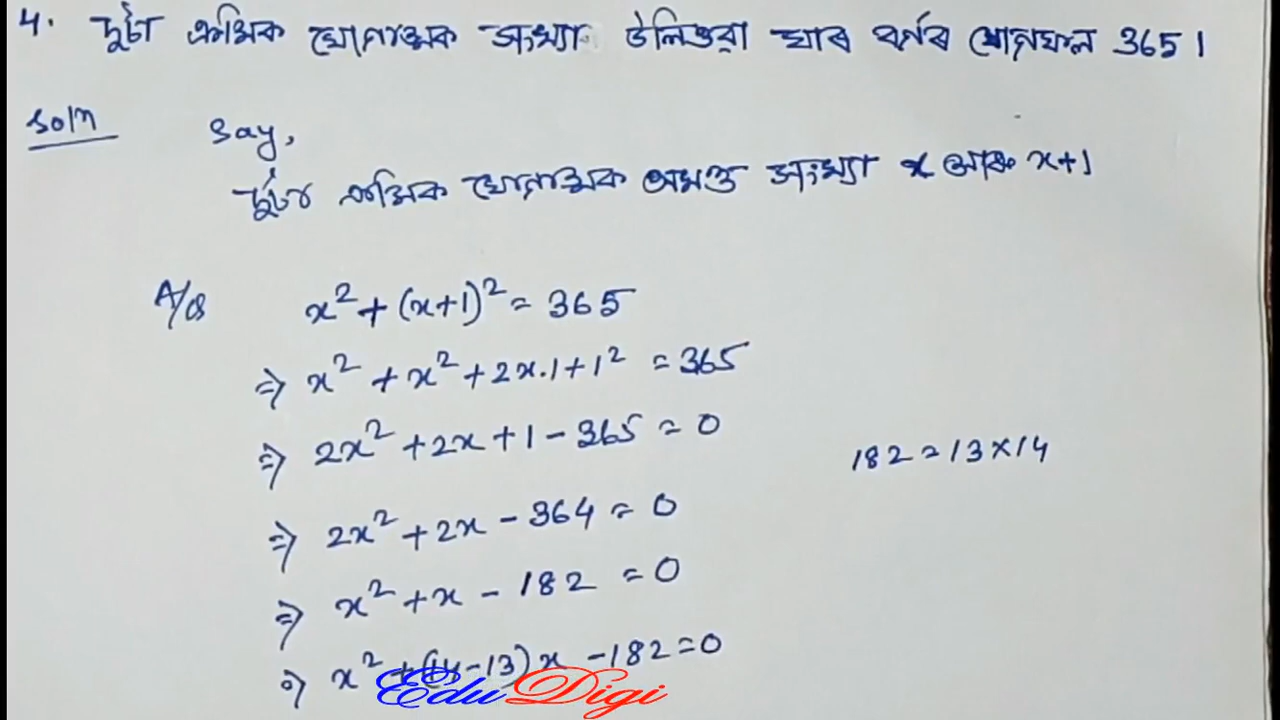 4. দুটা ক্ৰমিক যোগাত্মক সংখ্যা উলিওৱা যাৰ বৰ্গৰ যোগফল 365।
Soln Say,
দুটা ক্ৰমিক যোগাত্মক অখণ্ড সংখ্যা x আৰু x+1
A/Q x² + (x+1)² = 365
⇒ x² + x² + 2x.1 + 1² = 365
⇒ 2x² + 2x + 1 - 365 = 0
182 = 13 × 14
⇒ 2x² + 2x - 364 = 0
⇒ x² + x - 182 = 0
⇒ x² + (14-13)x - 182 = 0
Edu Digi